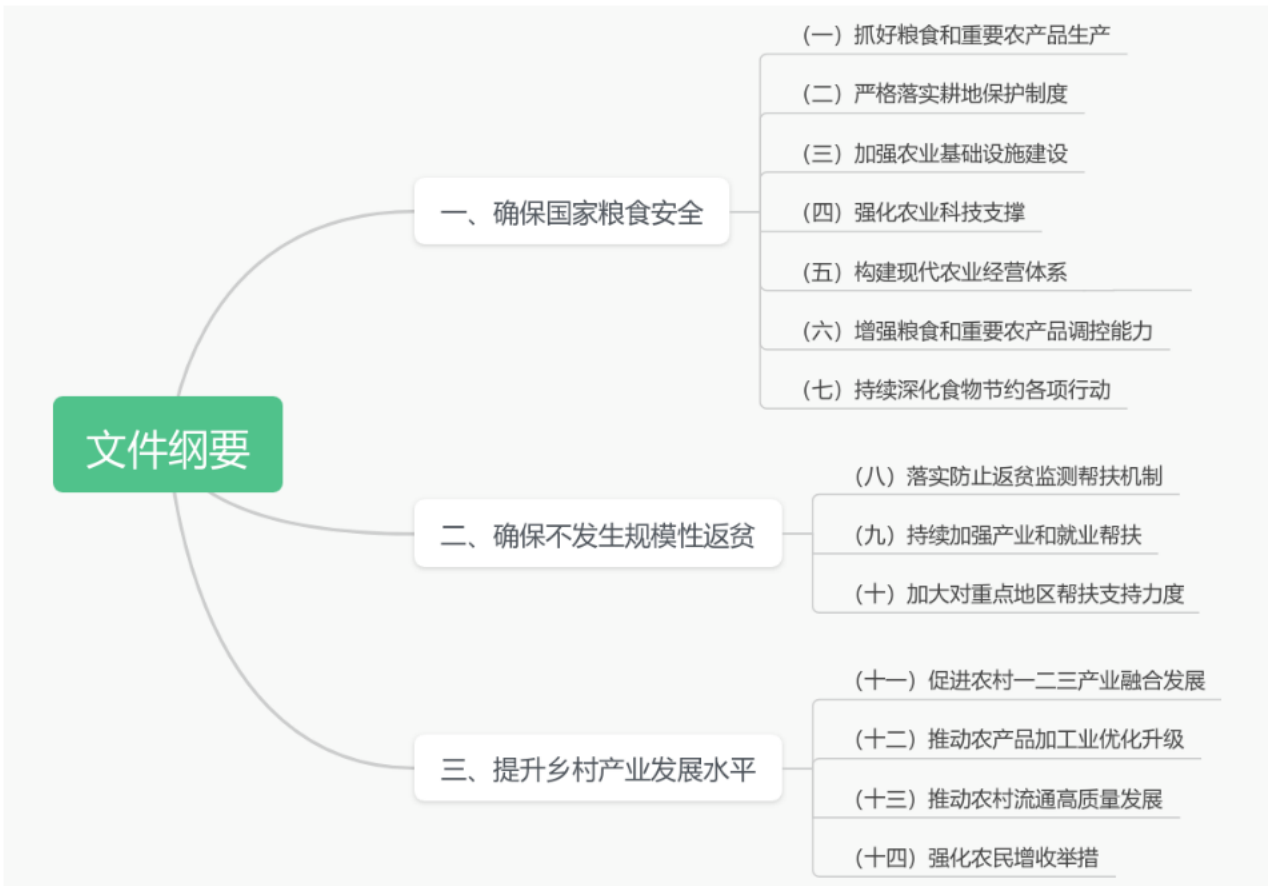 文件纲要
一、确保国家粮食安全
（一）抓好粮食和重要农产品生产
（二）严格落实耕地保护制度
（三）加强农业基础设施建设
（四）强化农业科技支撑
（五）构建现代农业经营体系
（六）增强粮食和重要农产品调控能力
（七）持续深化食物节约各项行动
二、确保不发生规模性返贫
（八）落实防止返贫监测帮扶机制
（九）持续加强产业和就业帮扶
（十）加大对重点地区帮扶支持力度
三、提升乡村产业发展水平
（十一）促进农村一二三产业融合发展
（十二）推动农产品加工业优化升级
（十三）推动农村流通高质量发展
（十四）强化农民增收举措